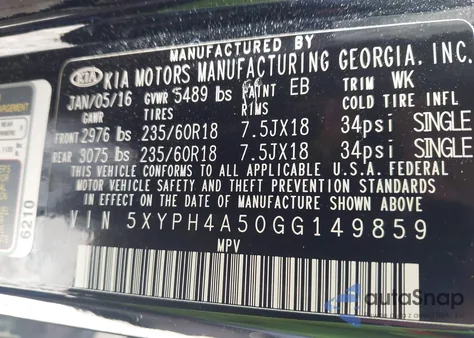 MANUFACTURED BY
KIA KIA MOTORS MANUFACTURING GEORGIA, INC.
JAN/05/16 GVWR 5489 lbs PAINT EB TRIM WK
GAWR TIRES RIMS COLD TIRE INFL
FRONT 2976 lbs 235/60R18 7.5JX18 34psi SINGLE
REAR 3075 lbs 235/60R18 7.5JX18 34psi SINGLE
THIS VEHICLE CONFORMS TO ALL APPLICABLE U.S.A. FEDERAL
MOTOR VEHICLE SAFETY AND THEFT PREVENTION STANDARDS
IN EFFECT ON THE DATE OF MANUFACTURE SHOWN ABOVE
VIN 5XYPH4A50GG149859
MPV
6210
autoSnap